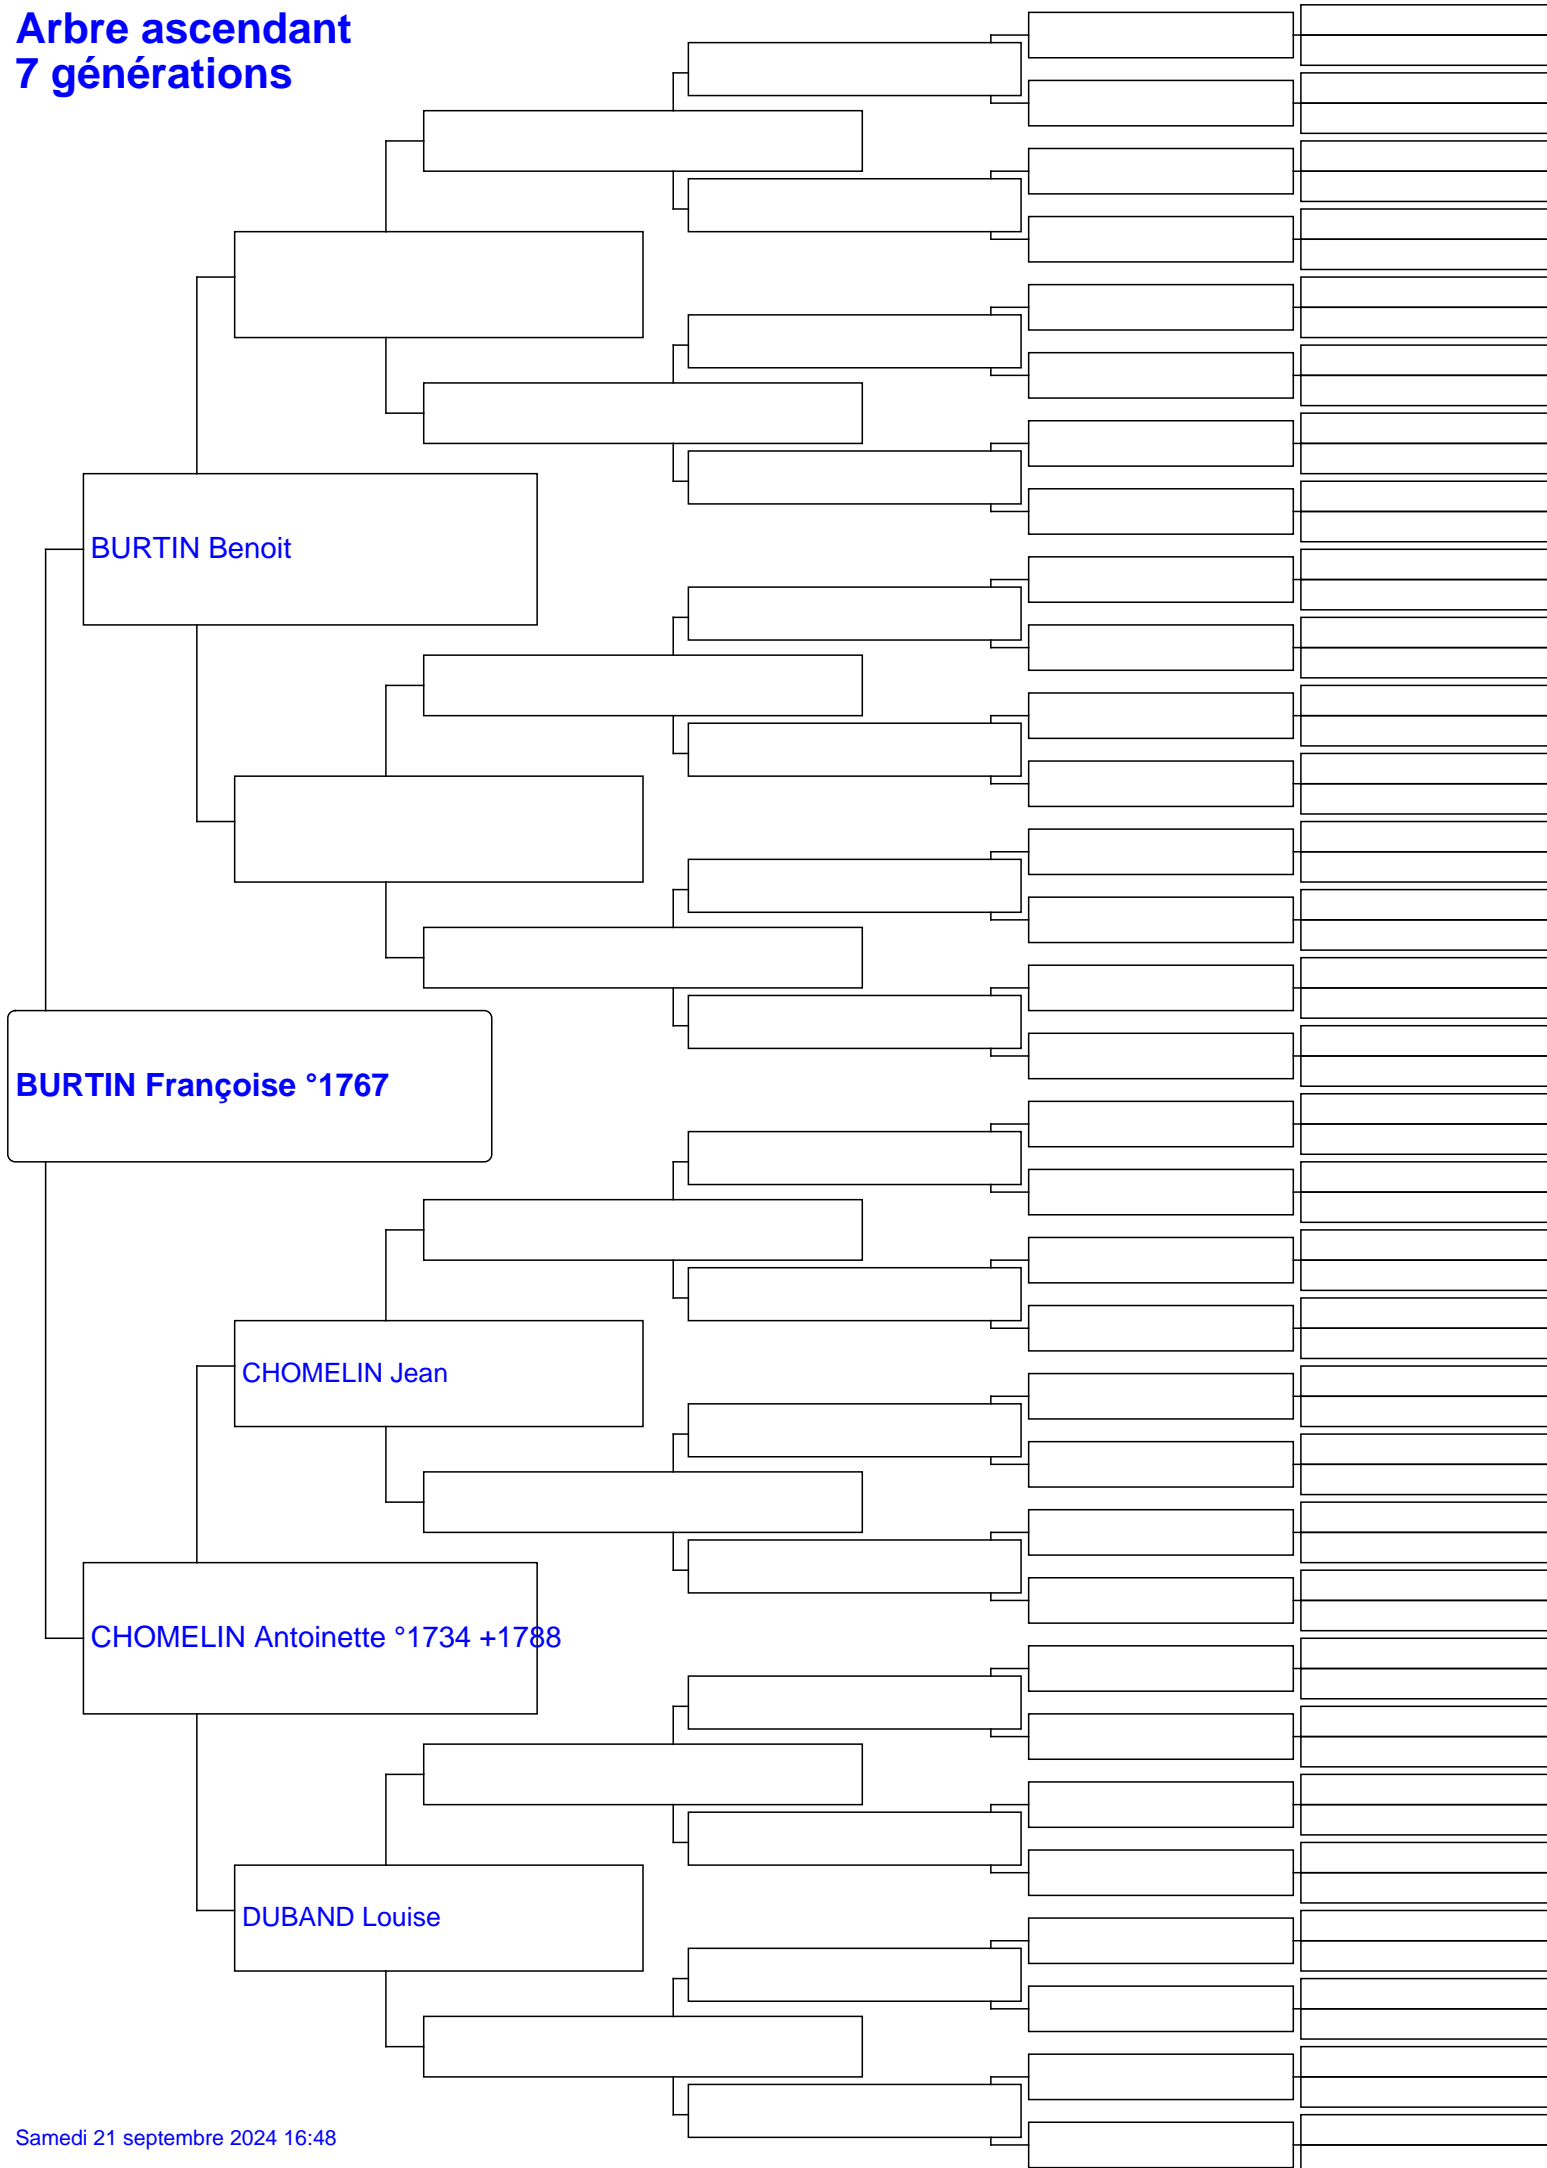 Arbre ascendant
7 générations
BURTIN Benoit
BURTIN Françoise °1767
CHOMELIN Jean
CHOMELIN Antoinette °1734 +1788
DUBAND Louise
Samedi 21 septembre 2024 16:48